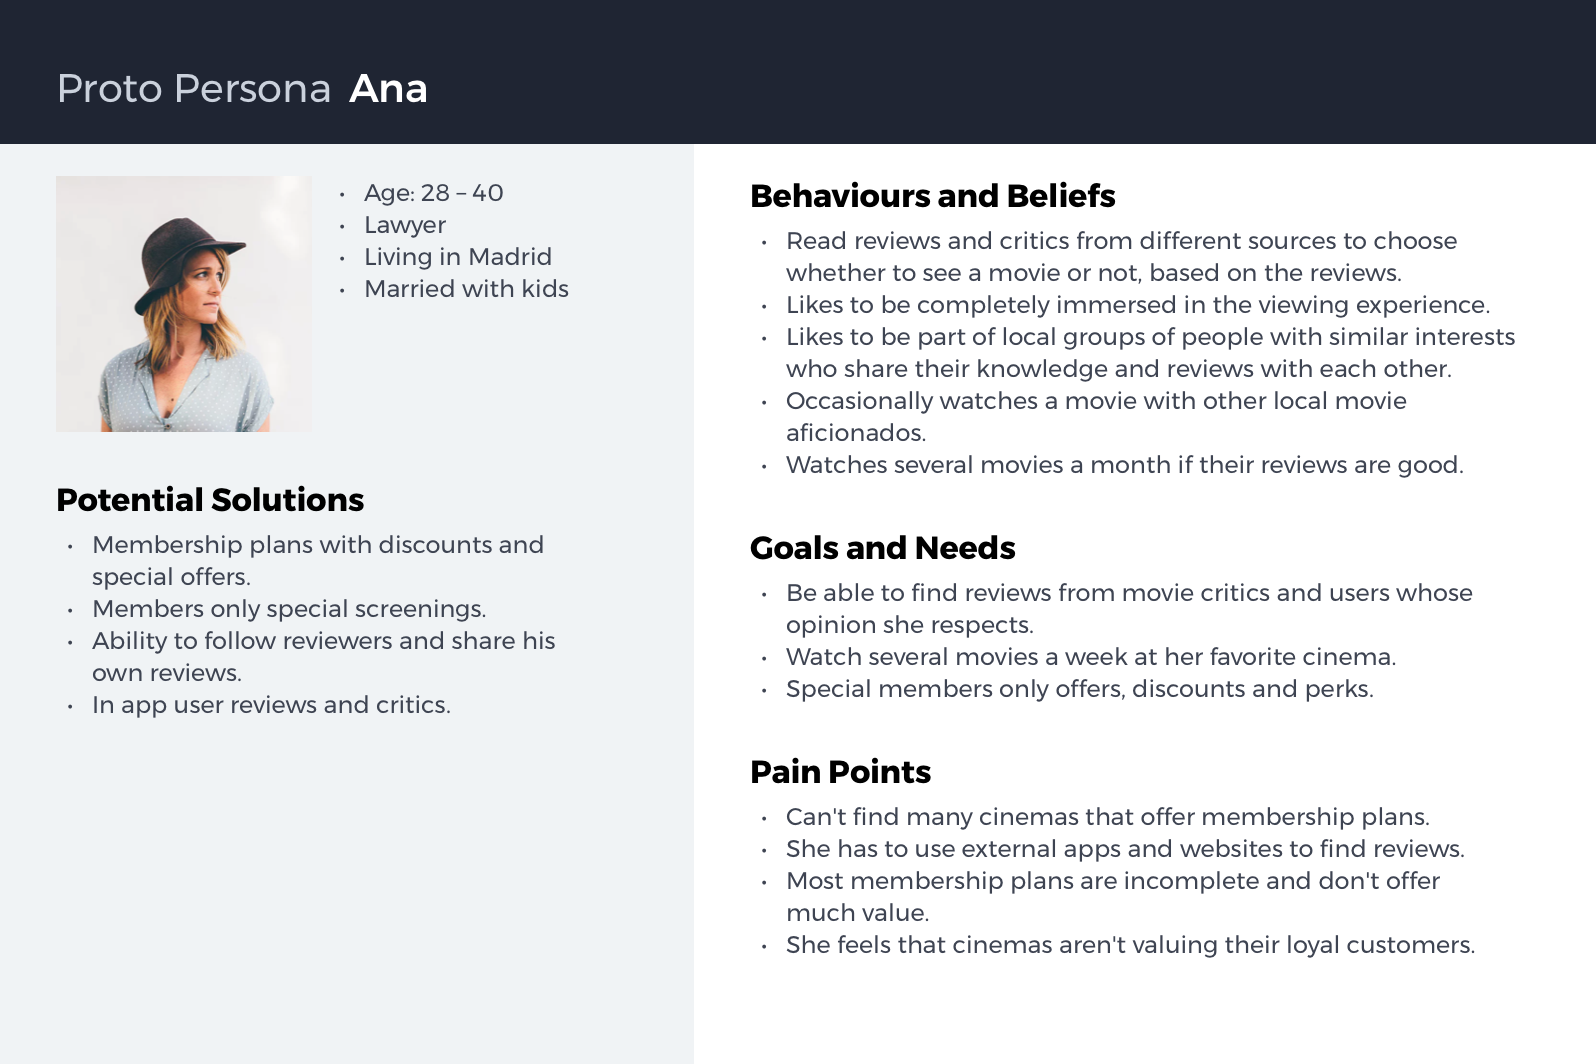 Proto Persona Ana
• Age: 28 – 40
• Lawyer
• Living in Madrid
• Married with kids
Potential Solutions
• Membership plans with discounts and
special offers.
• Members only special screenings.
• Ability to follow reviewers and share his
own reviews.
• In app user reviews and critics.
Behaviours and Beliefs
• Read reviews and critics from different sources to choose
whether to see a movie or not, based on the reviews.
• Likes to be completely immersed in the viewing experience.
• Likes to be part of local groups of people with similar interests
who share their knowledge and reviews with each other.
• Occasionally watches a movie with other local movie
aficionados.
• Watches several movies a month if their reviews are good.
Goals and Needs
• Be able to find reviews from movie critics and users whose
opinion she respects.
• Watch several movies a week at her favorite cinema.
• Special members only offers, discounts and perks.
Pain Points
• Can't find many cinemas that offer membership plans.
• She has to use external apps and websites to find reviews.
• Most membership plans are incomplete and don't offer
much value.
• She feels that cinemas aren't valuing their loyal customers.